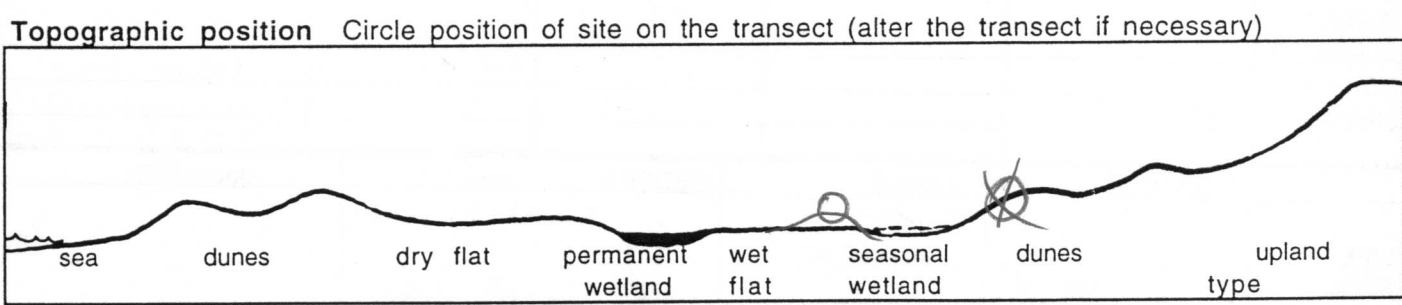 Topographic position Circle position of site on the transect (alter the transect if necessary)
sea dunes dry flat permanent wet seasonal dunes upland
wetland flat wetland type